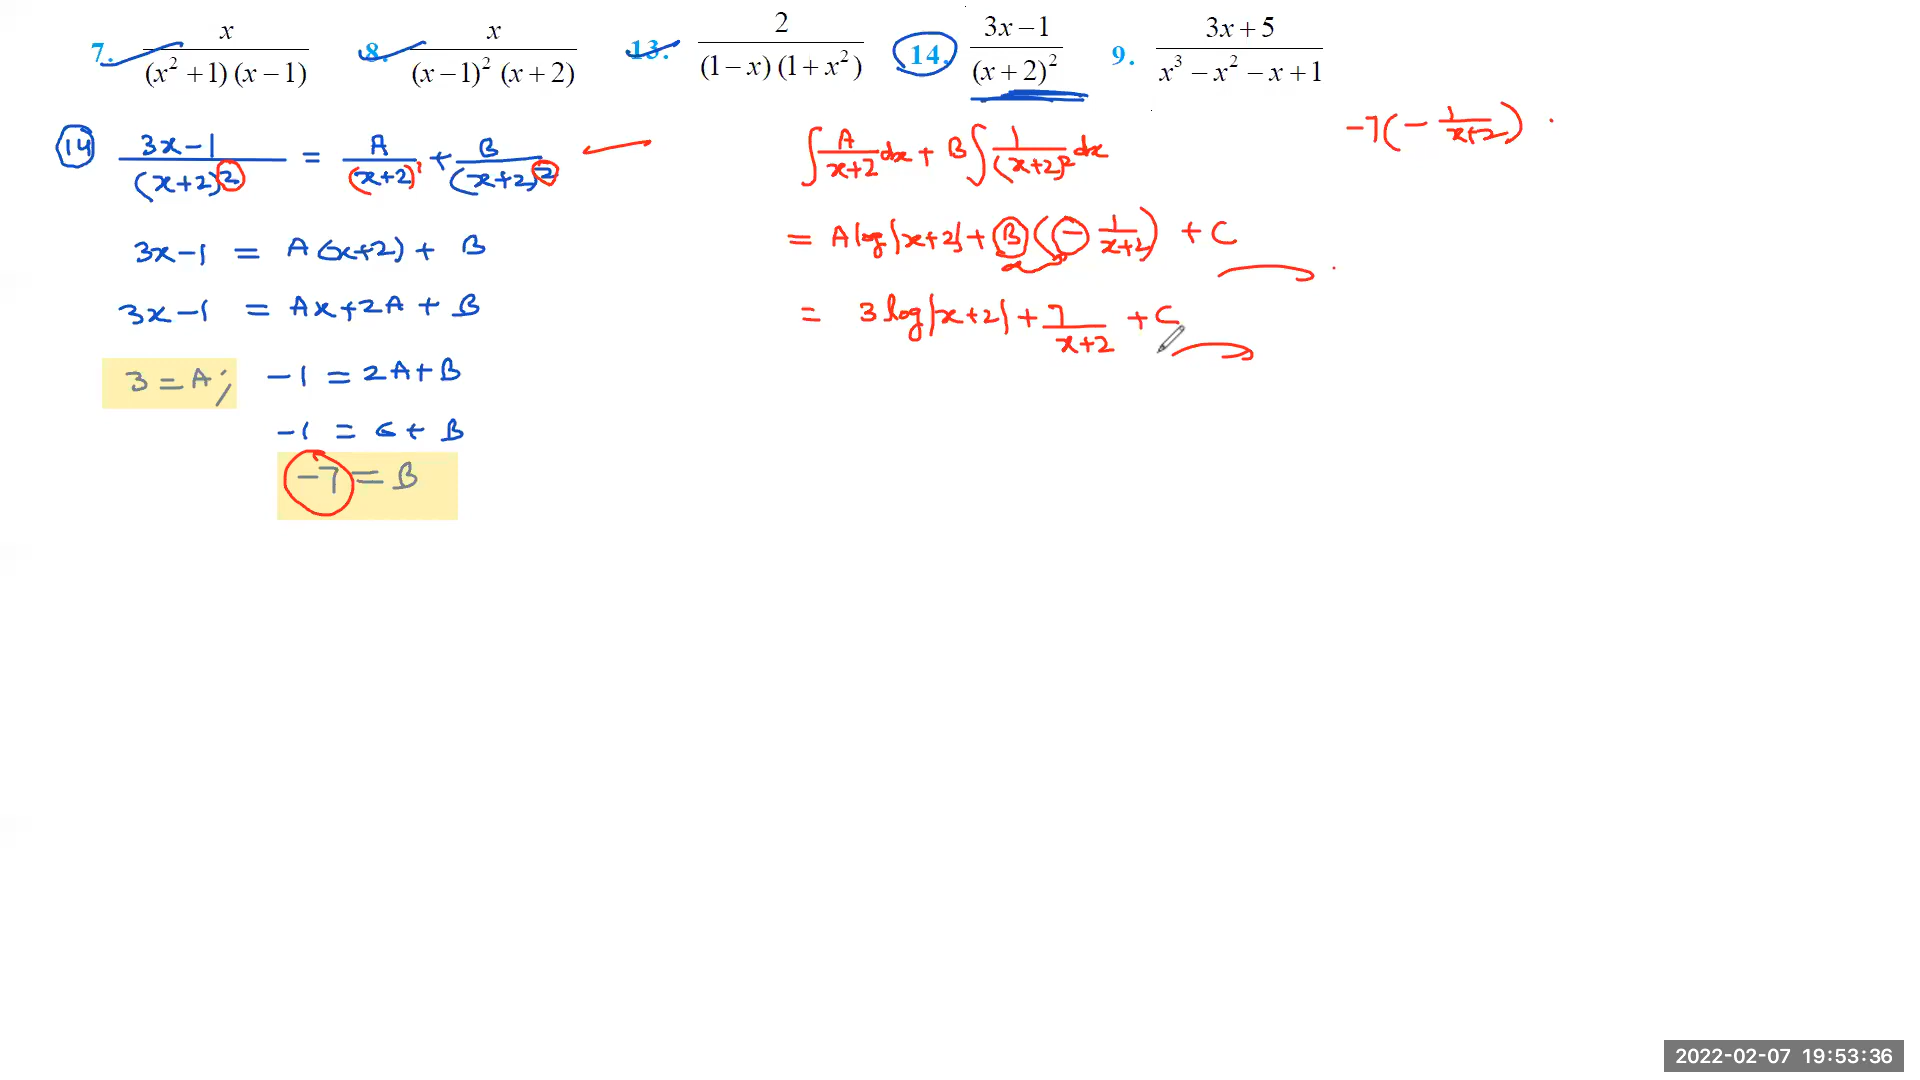 7. x/((x² + 1) (x − 1)) 8. x/((x − 1)² (x + 2)) 13. 2/((1 − x) (1 + x²)) 14. (3x − 1)/(x + 2)² 9. (3x + 5)/(x³ − x² − x + 1)
14 (3x − 1)/(x+2)² = A/(x+2)¹ + B/(x+2)²
3x − 1 = A(x+2) + B
3x − 1 = Ax + 2A + B
3 = A; −1 = 2A + B
−1 = 6 + B
−7 = B
∫ A/(x+2) dx + B ∫ 1/(x+2)² dx
= A log|x+2| + B (− 1/(x+2)) + C
= 3 log|x+2| + 7/(x+2) + C
−7(− 1/(x+2)) .
2022-02-07 19:53:36